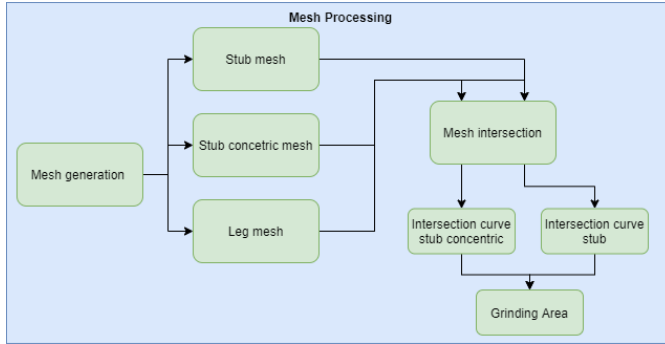 Mesh Processing
Stub mesh
Stub concetric mesh
Mesh intersection
Mesh generation
Leg mesh
Intersection curve
stub concentric
Intersection curve
stub
Grinding Area